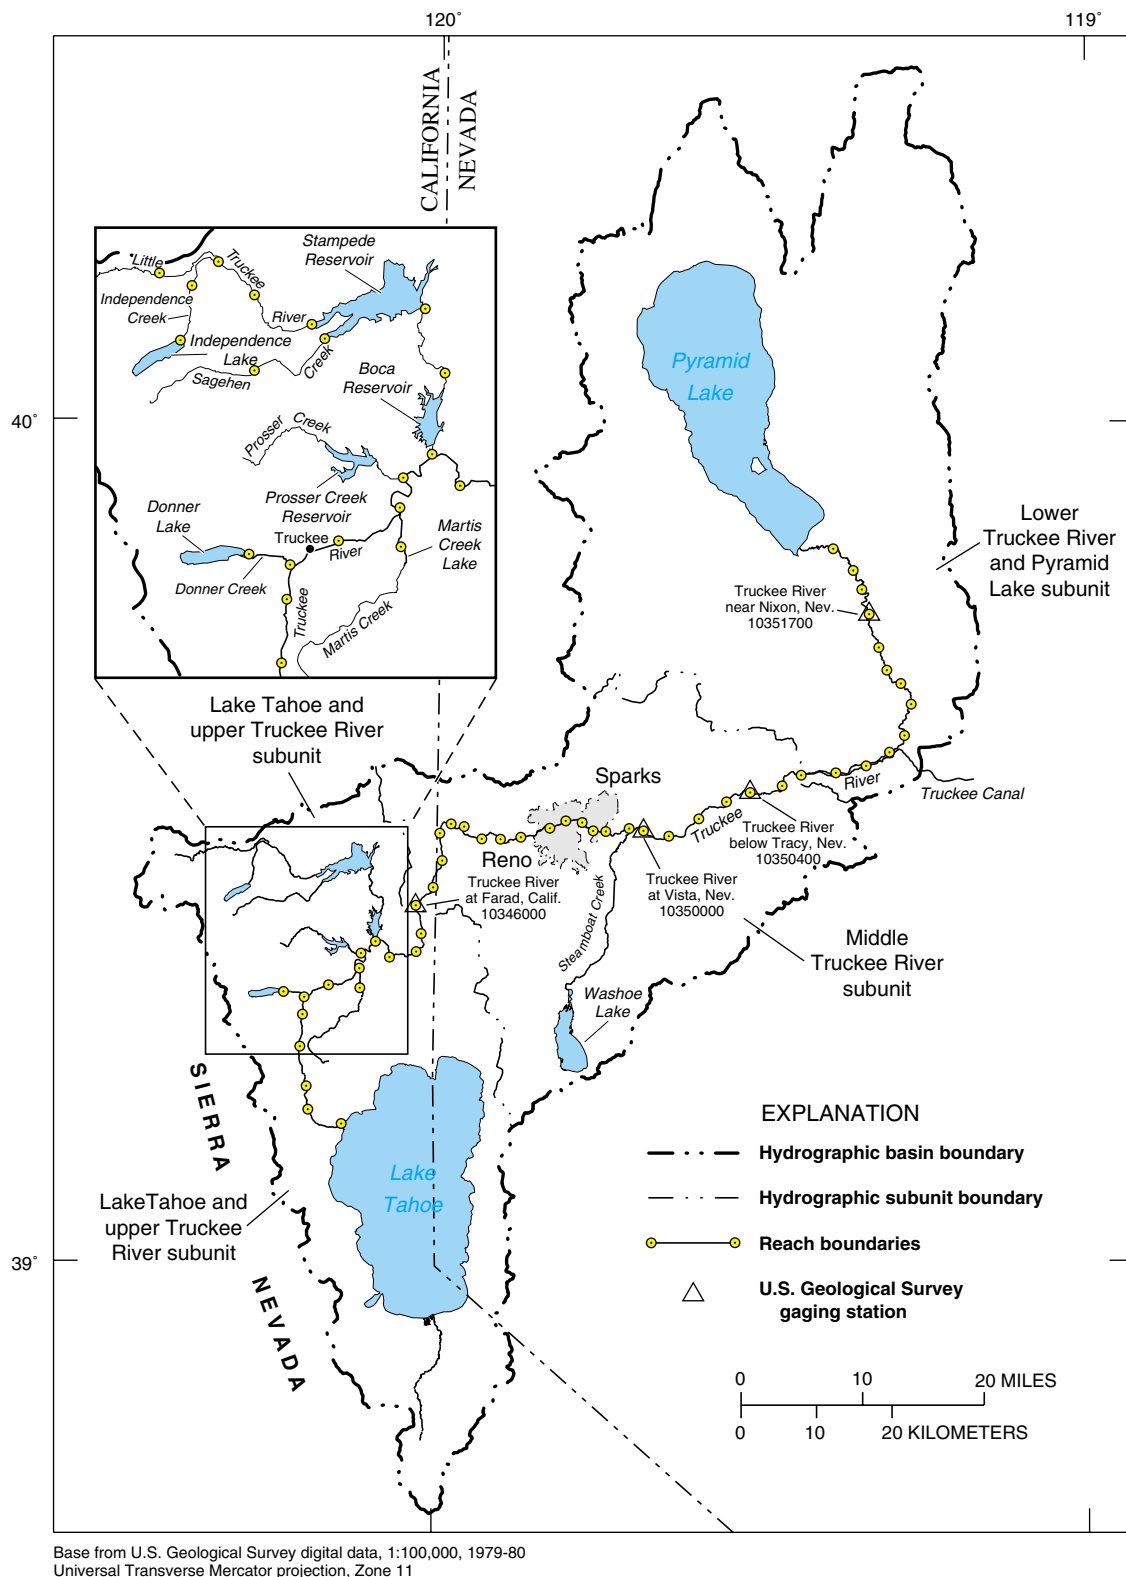 120°
119°
CALIFORNIA
NEVADA
Stampede
Reservoir
Little
Truckee
River
Independence
Creek
Independence
Lake
Sagehen
Creek
Boca
Reservoir
Prosser Creek
Prosser Creek
Reservoir
Donner
Lake
Truckee
River
Donner Creek
Truckee
Martis Creek
Martis
Creek
Lake
40°
Pyramid
Lake
Lower
Truckee River
and Pyramid
Lake subunit
Truckee River
near Nixon, Nev.
10351700
Lake Tahoe and
upper Truckee River
subunit
Sparks
Reno
Truckee
River
Truckee Canal
Truckee River
below Tracy, Nev.
10350400
Truckee River
at Vista, Nev.
10350000
Truckee River
at Farad, Calif.
10346000
Steamboat Creek
Middle
Truckee River
subunit
Washoe
Lake
SIERRA
NEVADA
Lake
Tahoe
LakeTahoe and
upper Truckee
River subunit
39°
EXPLANATION
Hydrographic basin boundary
Hydrographic subunit boundary
Reach boundaries
U.S. Geological Survey
gaging station
0 10 20 MILES
0 10 20 KILOMETERS
Base from U.S. Geological Survey digital data, 1:100,000, 1979-80
Universal Transverse Mercator projection, Zone 11